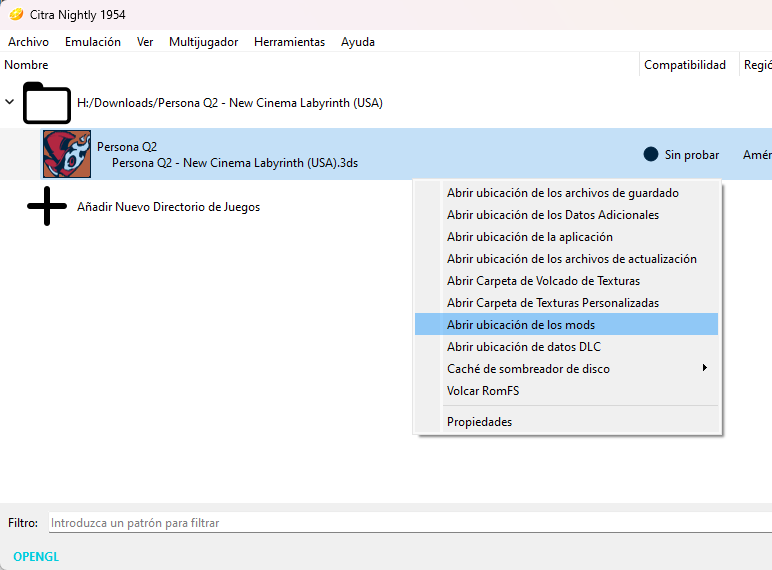 Citra Nightly 1954
Archivo Emulación Ver Multijugador Herramientas Ayuda
Nombre Compatibilidad Regió
H:/Downloads/Persona Q2 - New Cinema Labyrinth (USA)
Persona Q2
Persona Q2 - New Cinema Labyrinth (USA).3ds
Sin probar Amér
Añadir Nuevo Directorio de Juegos
Abrir ubicación de los archivos de guardado
Abrir ubicación de los Datos Adicionales
Abrir ubicación de la aplicación
Abrir ubicación de los archivos de actualización
Abrir Carpeta de Volcado de Texturas
Abrir Carpeta de Texturas Personalizadas
Abrir ubicación de los mods
Abrir ubicación de datos DLC
Caché de sombreador de disco
Volcar RomFS
Propiedades
Filtro: Introduzca un patrón para filtrar
OPENGL